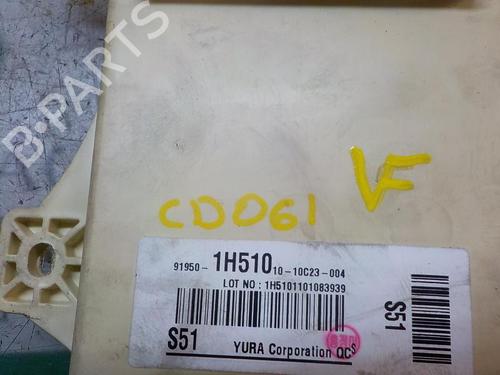 B-PARTS
CD061
VF
91950-1H510 10-10C23-004
LOT NO : 1H5101101083939
S51
YURA Corporation QCS
S51